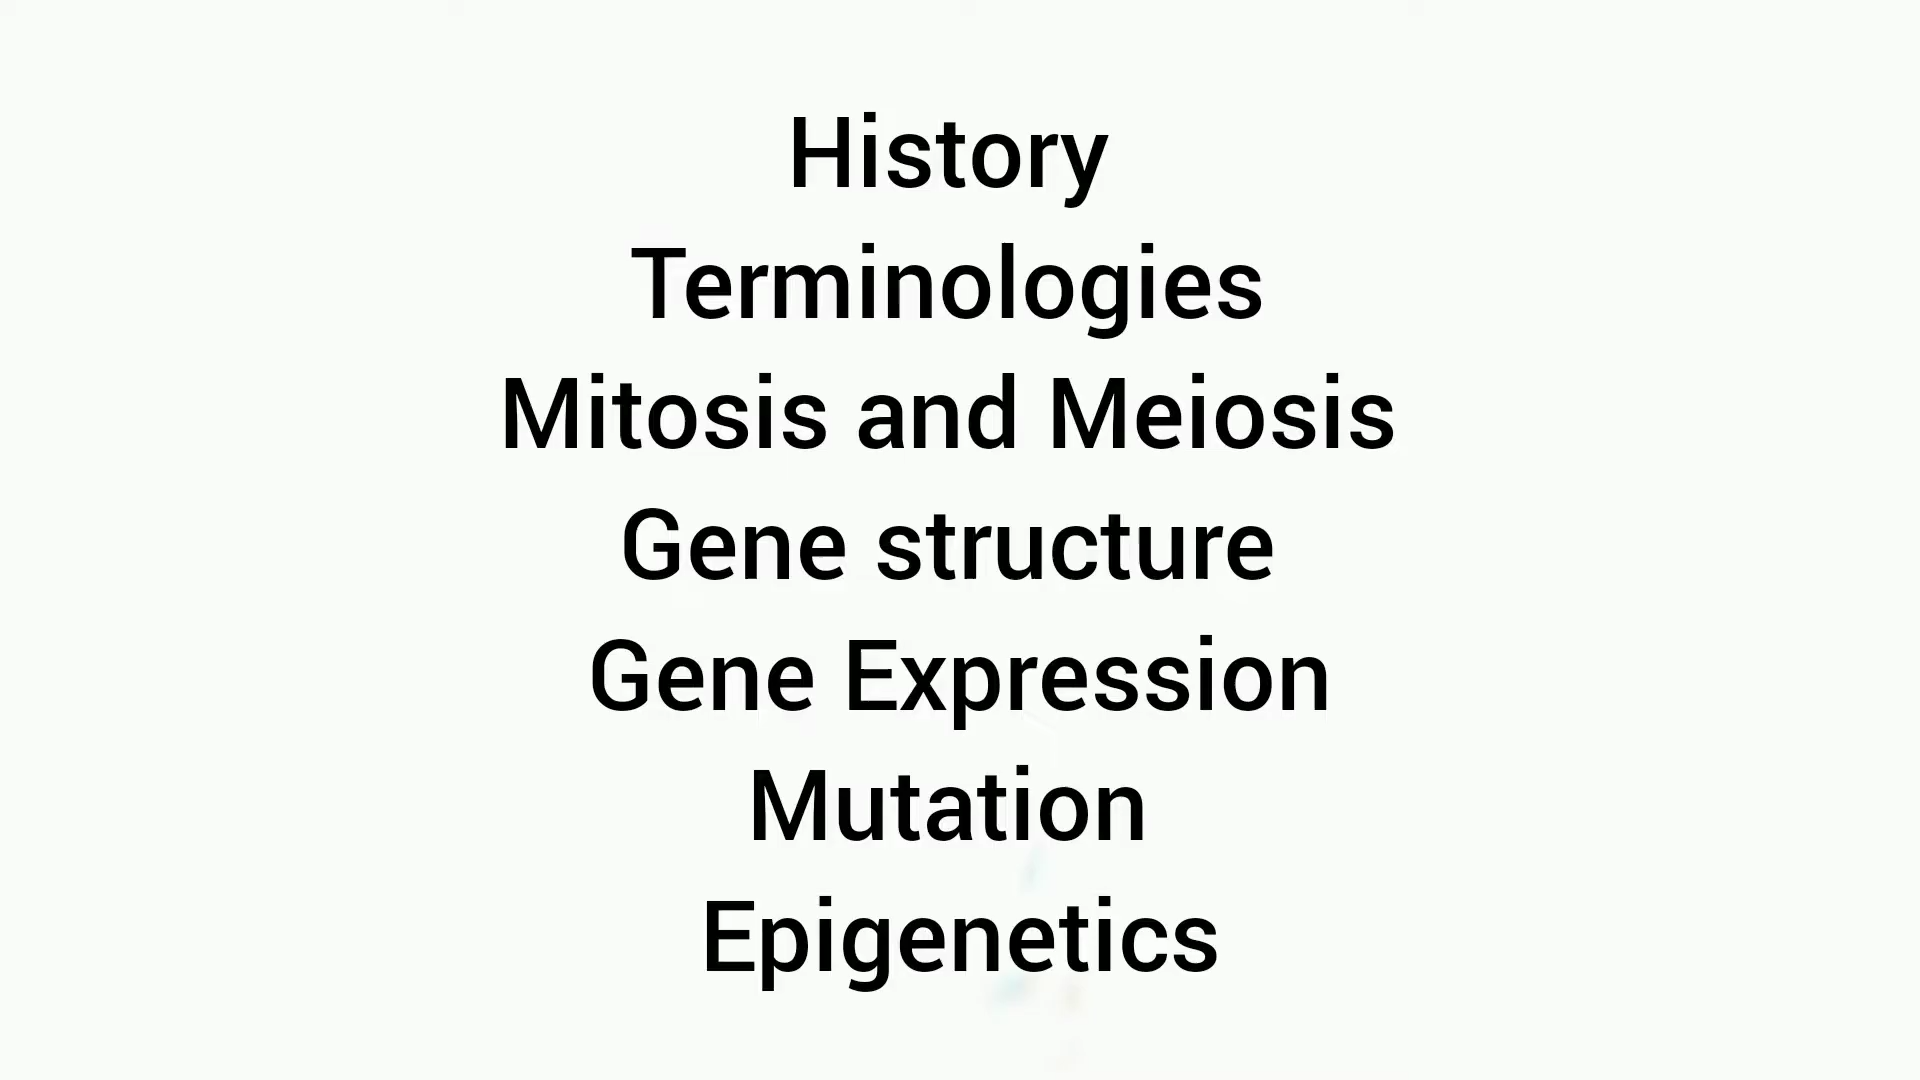 History
Terminologies
Mitosis and Meiosis
Gene structure
Gene Expression
Mutation
Epigenetics